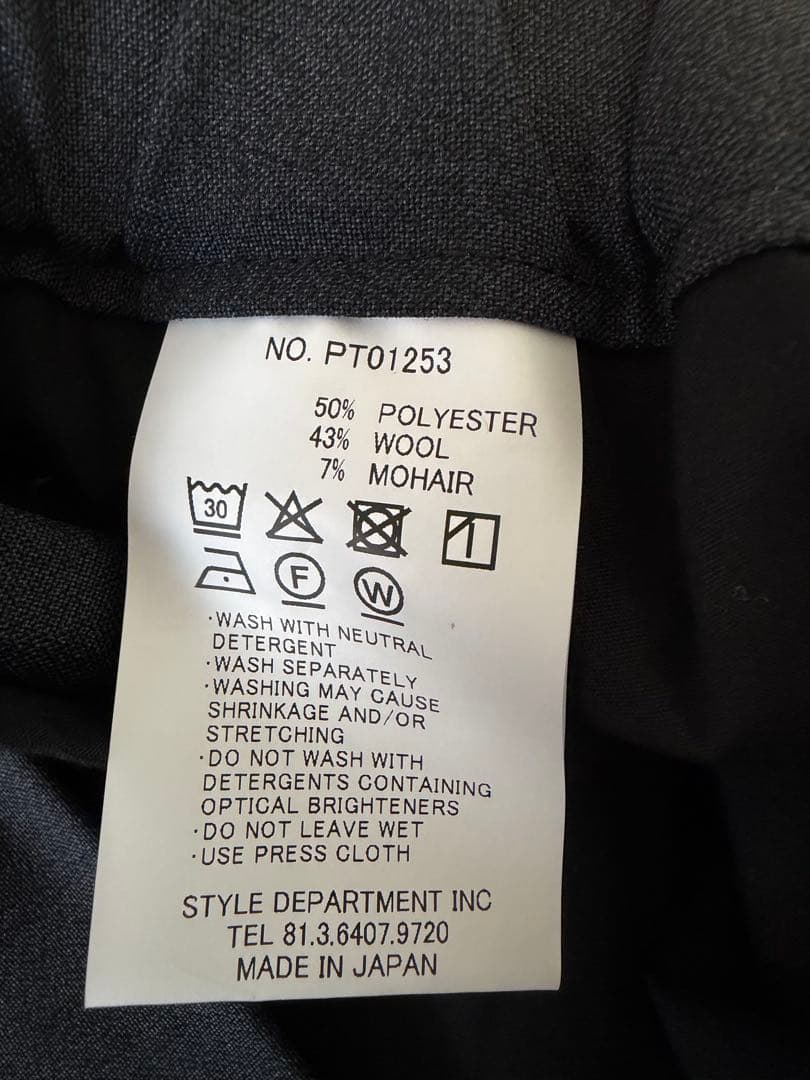 NO. PT01253
50% POLYESTER
43% WOOL
7% MOHAIR
30
F
W
·WASH WITH NEUTRAL
DETERGENT
·WASH SEPARATELY
·WASHING MAY CAUSE
SHRINKAGE AND/OR
STRETCHING
·DO NOT WASH WITH
DETERGENTS CONTAINING
OPTICAL BRIGHTENERS
·DO NOT LEAVE WET
·USE PRESS CLOTH
STYLE DEPARTMENT INC
TEL 81.3.6407.9720
MADE IN JAPAN